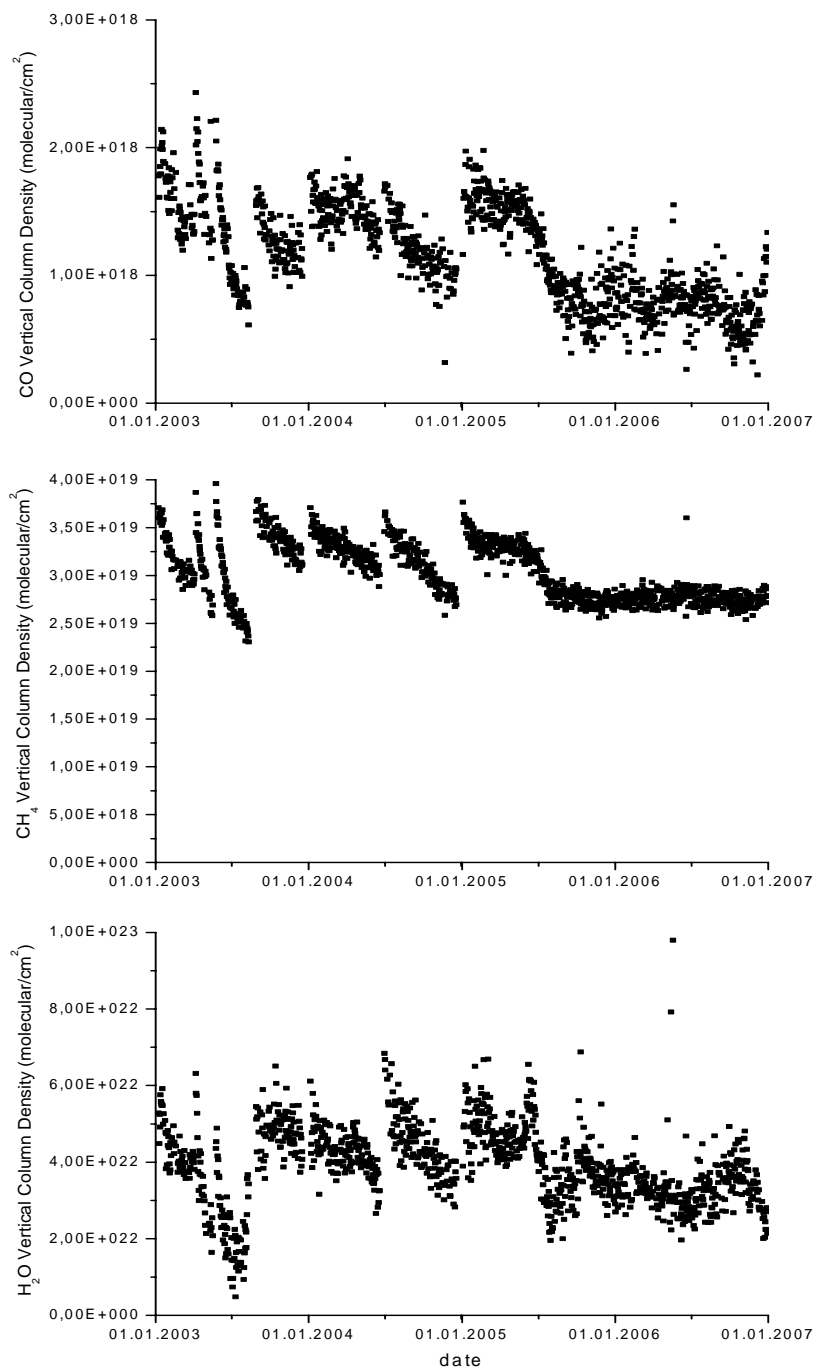 3,00E+018
2,00E+018
1,00E+018
0,00E+000
CO Vertical Column Density (molecular/cm²)
01.01.2003 01.01.2004 01.01.2005 01.01.2006 01.01.2007
4,00E+019
3,50E+019
3,00E+019
2,50E+019
2,00E+019
1,50E+019
1,00E+019
5,00E+018
0,00E+000
CH₄ Vertical Column Density (molecular/cm²)
01.01.2003 01.01.2004 01.01.2005 01.01.2006 01.01.2007
1,00E+023
8,00E+022
6,00E+022
4,00E+022
2,00E+022
0,00E+000
H₂O Vertical Column Density (molecular/cm²)
01.01.2003 01.01.2004 01.01.2005 01.01.2006 01.01.2007
date